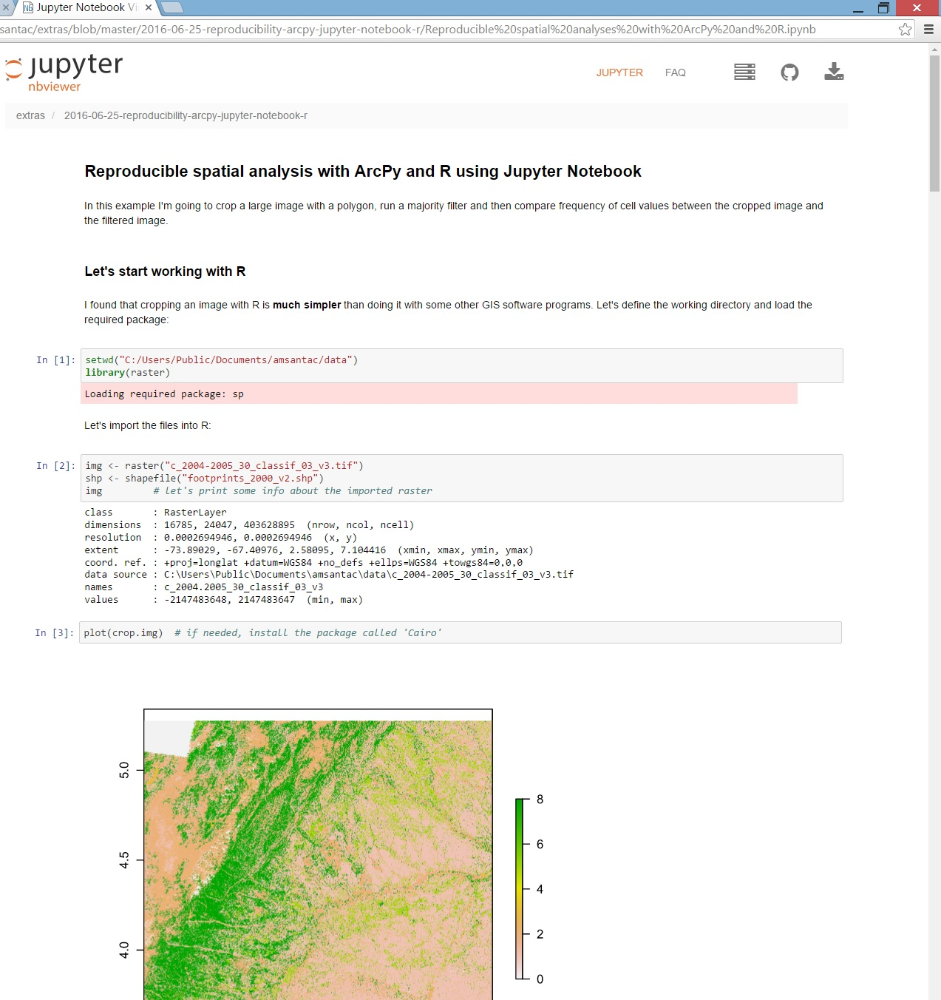 Jupyter Notebook Vi
santac/extras/blob/master/2016-06-25-reproducibility-arcpy-jupyter-notebook-r/Reproducible%20spatial%20analyses%20with%20ArcPy%20and%20R.ipynb
jupyter
nbviewer
JUPYTER FAQ
extras / 2016-06-25-reproducibility-arcpy-jupyter-notebook-r
Reproducible spatial analysis with ArcPy and R using Jupyter Notebook
In this example I'm going to crop a large image with a polygon, run a majority filter and then compare frequency of cell values between the cropped image and
the filtered image.
Let's start working with R
I found that cropping an image with R is much simpler than doing it with some other GIS software programs. Let's define the working directory and load the
required package:
In [1]: setwd("C:/Users/Public/Documents/amsantac/data")
library(raster)
Loading required package: sp
Let's import the files into R:
In [2]: img <- raster("c_2004-2005_30_classif_03_v3.tif")
shp <- shapefile("footprints_2000_v2.shp")
img # let's print some info about the imported raster
class : RasterLayer
dimensions : 16785, 24047, 403628895 (nrow, ncol, ncell)
resolution : 0.0002694946, 0.0002694946 (x, y)
extent : -73.89029, -67.40976, 2.58095, 7.104416 (xmin, xmax, ymin, ymax)
coord. ref. : +proj=longlat +datum=WGS84 +no_defs +ellps=WGS84 +towgs84=0,0,0
data source : C:\Users\Public\Documents\amsantac\data\c_2004-2005_30_classif_03_v3.tif
names : c_2004.2005_30_classif_03_v3
values : -2147483648, 2147483647 (min, max)
In [3]: plot(crop.img) # if needed, install the package called 'Cairo'
5.0
4.5
4.0
8
6
4
2
0